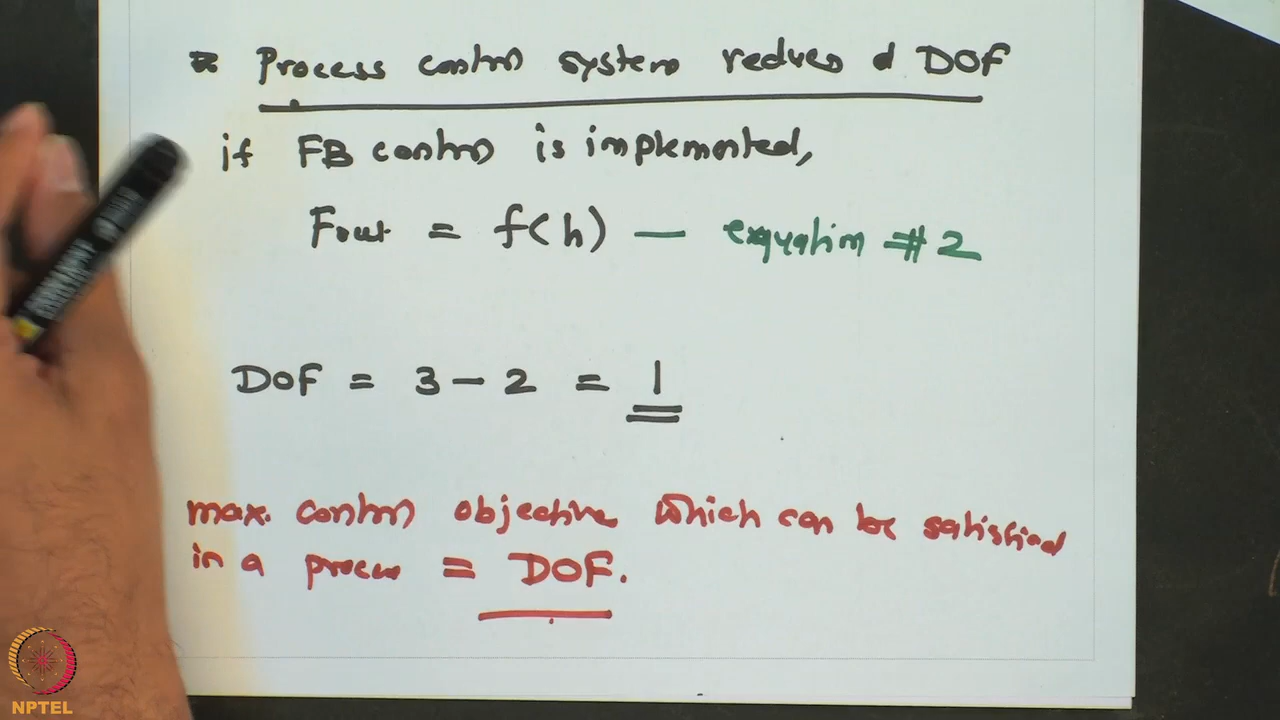 Process control system reduces d DOF
if FB control is implemented,
Fout = f(h) — equation #2
DOF = 3 - 2 = 1
max. control objective which can be satisfied
in a process = DOF.
NPTEL